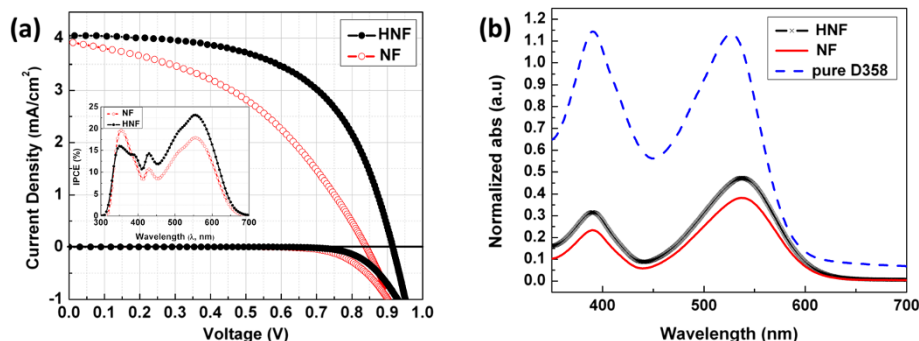 (a)
HNF
NF
Current Density (mA/cm²)
4
3
2
1
0
-1
0.0 0.1 0.2 0.3 0.4 0.5 0.6 0.7 0.8 0.9 1.0
Voltage (V)
NF
HNF
IPCE (%)
25
20
15
10
5
0
300 400 500 600 700
Wavelength (λ, nm)
(b)
HNF
NF
pure D358
Normalized abs (a.u)
1.2
1.1
1.0
0.9
0.8
0.7
0.6
0.5
0.4
0.3
0.2
0.1
0.0
400 500 600 700
Wavelength (nm)